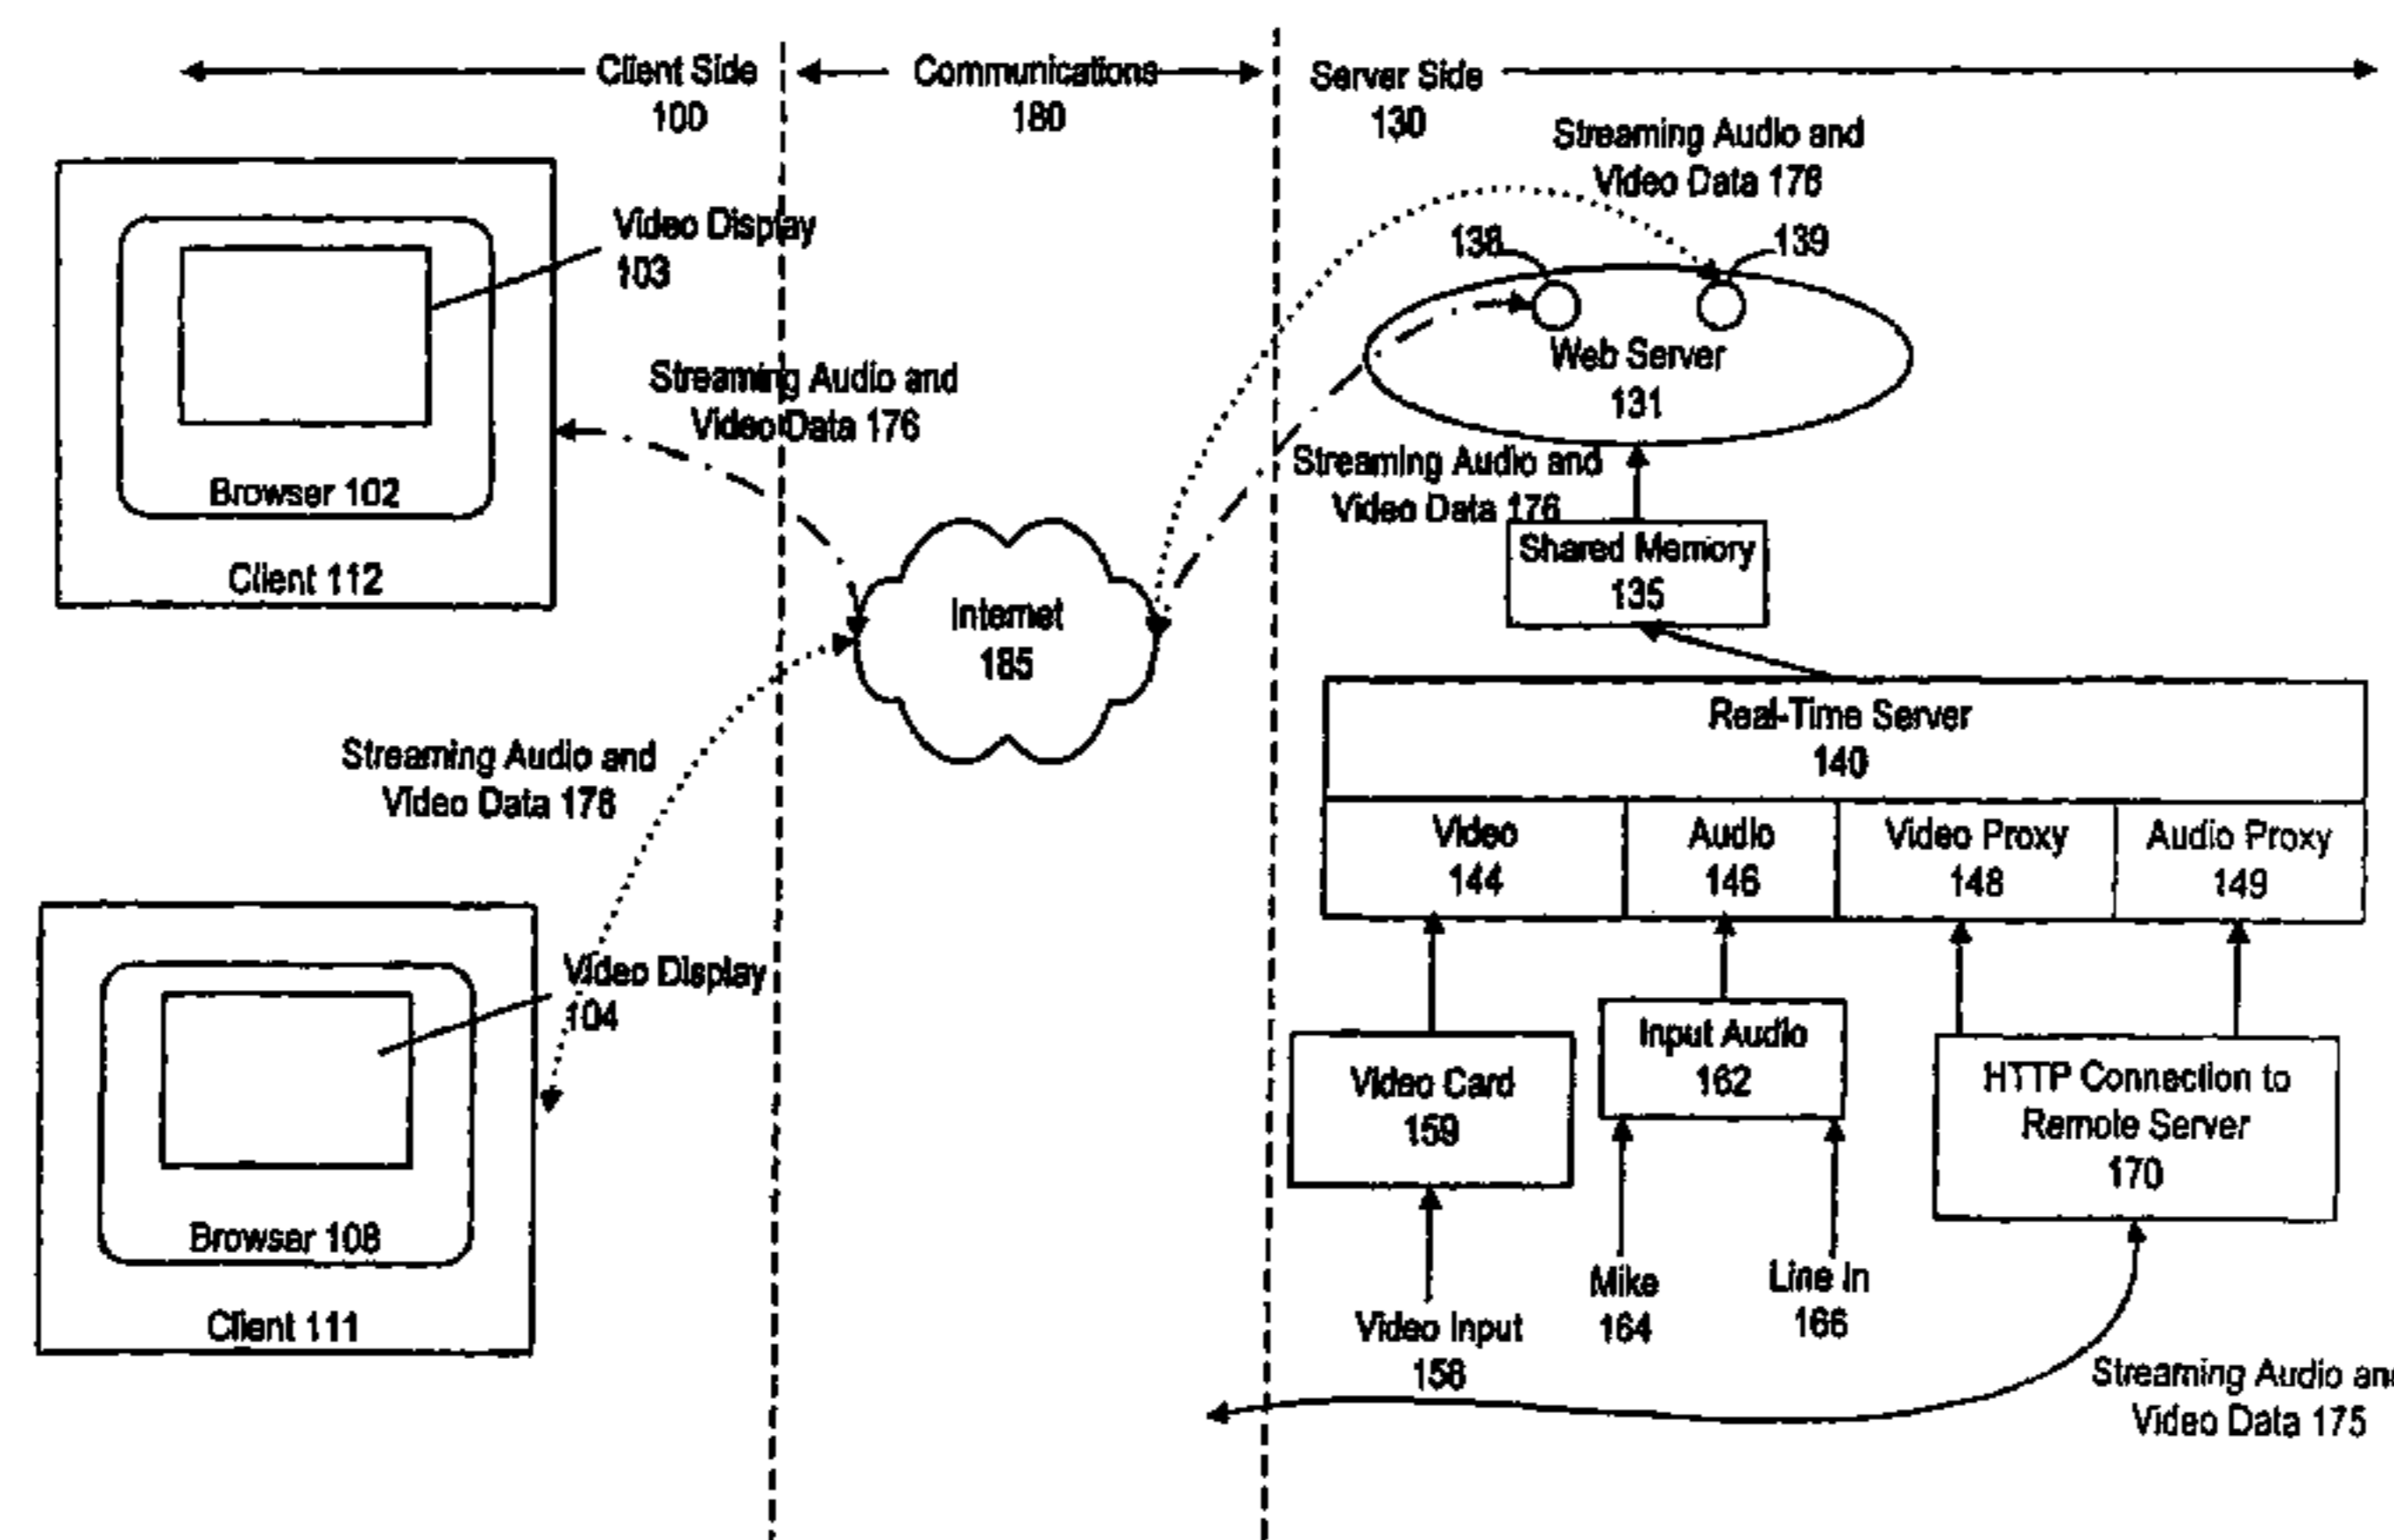 Client Side
100
Communications
180
Server Side
130
Streaming Audio and
Video Data 176
Video Display
103
138
139
Web Server
131
Streaming Audio and
Video Data 176
Browser 102
Client 112
Streaming Audio and
Video Data 176
Shared Memory
135
Internet
185
Real-Time Server
140
Streaming Audio and
Video Data 176
Video
144
Audio
146
Video Proxy
148
Audio Proxy
149
Video Display
104
Input Audio
162
Video Card
159
HTTP Connection to
Remote Server
170
Browser 108
Client 111
Mike
164
Line In
166
Video Input
158
Streaming Audio and
Video Data 175